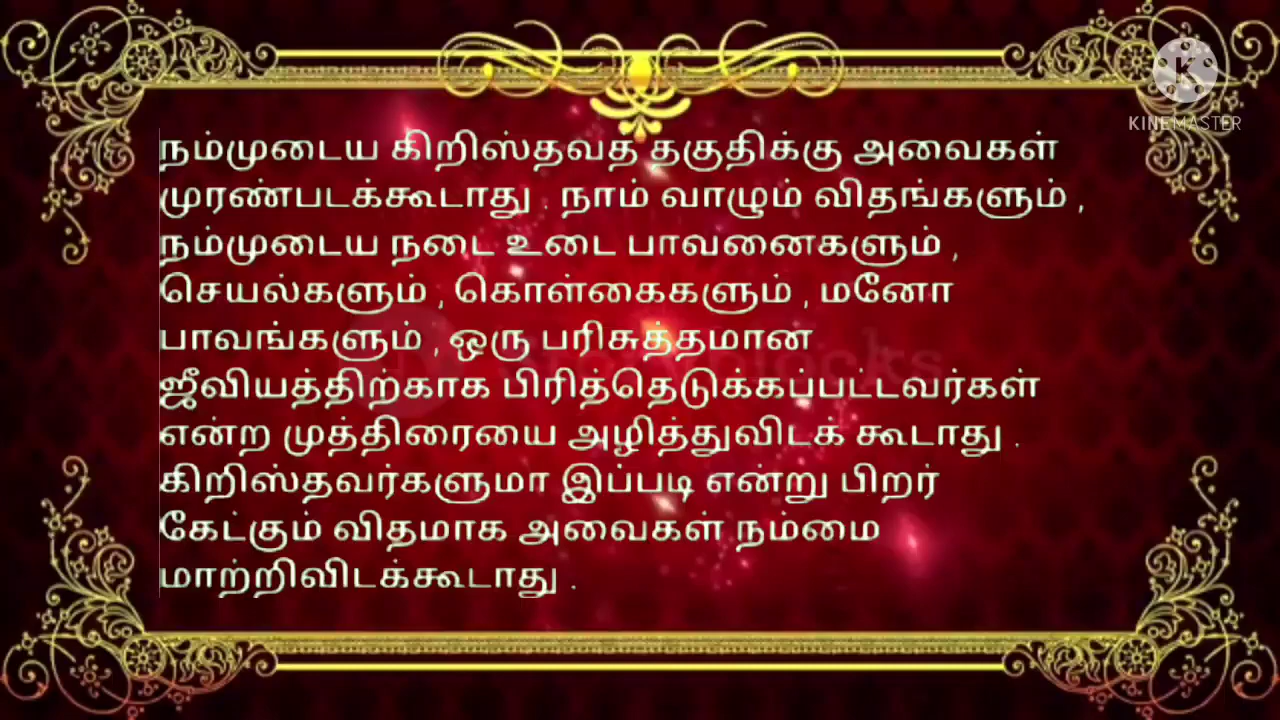 நம்முடைய கிறிஸ்தவத் தகுதிக்கு அவைகள்
முரண்படக்கூடாது . நாம் வாழும் விதங்களும் ,
நம்முடைய நடை உடை பாவனைகளும் ,
செயல்களும் , கொள்கைகளும் , மனோ
பாவங்களும் , ஒரு பரிசுத்தமான
ஜீவியத்திற்காக பிரித்தெடுக்கப்பட்டவர்கள்
என்ற முத்திரையை அழித்துவிடக் கூடாது .
கிறிஸ்தவர்களுமா இப்படி என்று பிறர்
கேட்கும் விதமாக அவைகள் நம்மை
மாற்றிவிடக்கூடாது .
KINEMASTER